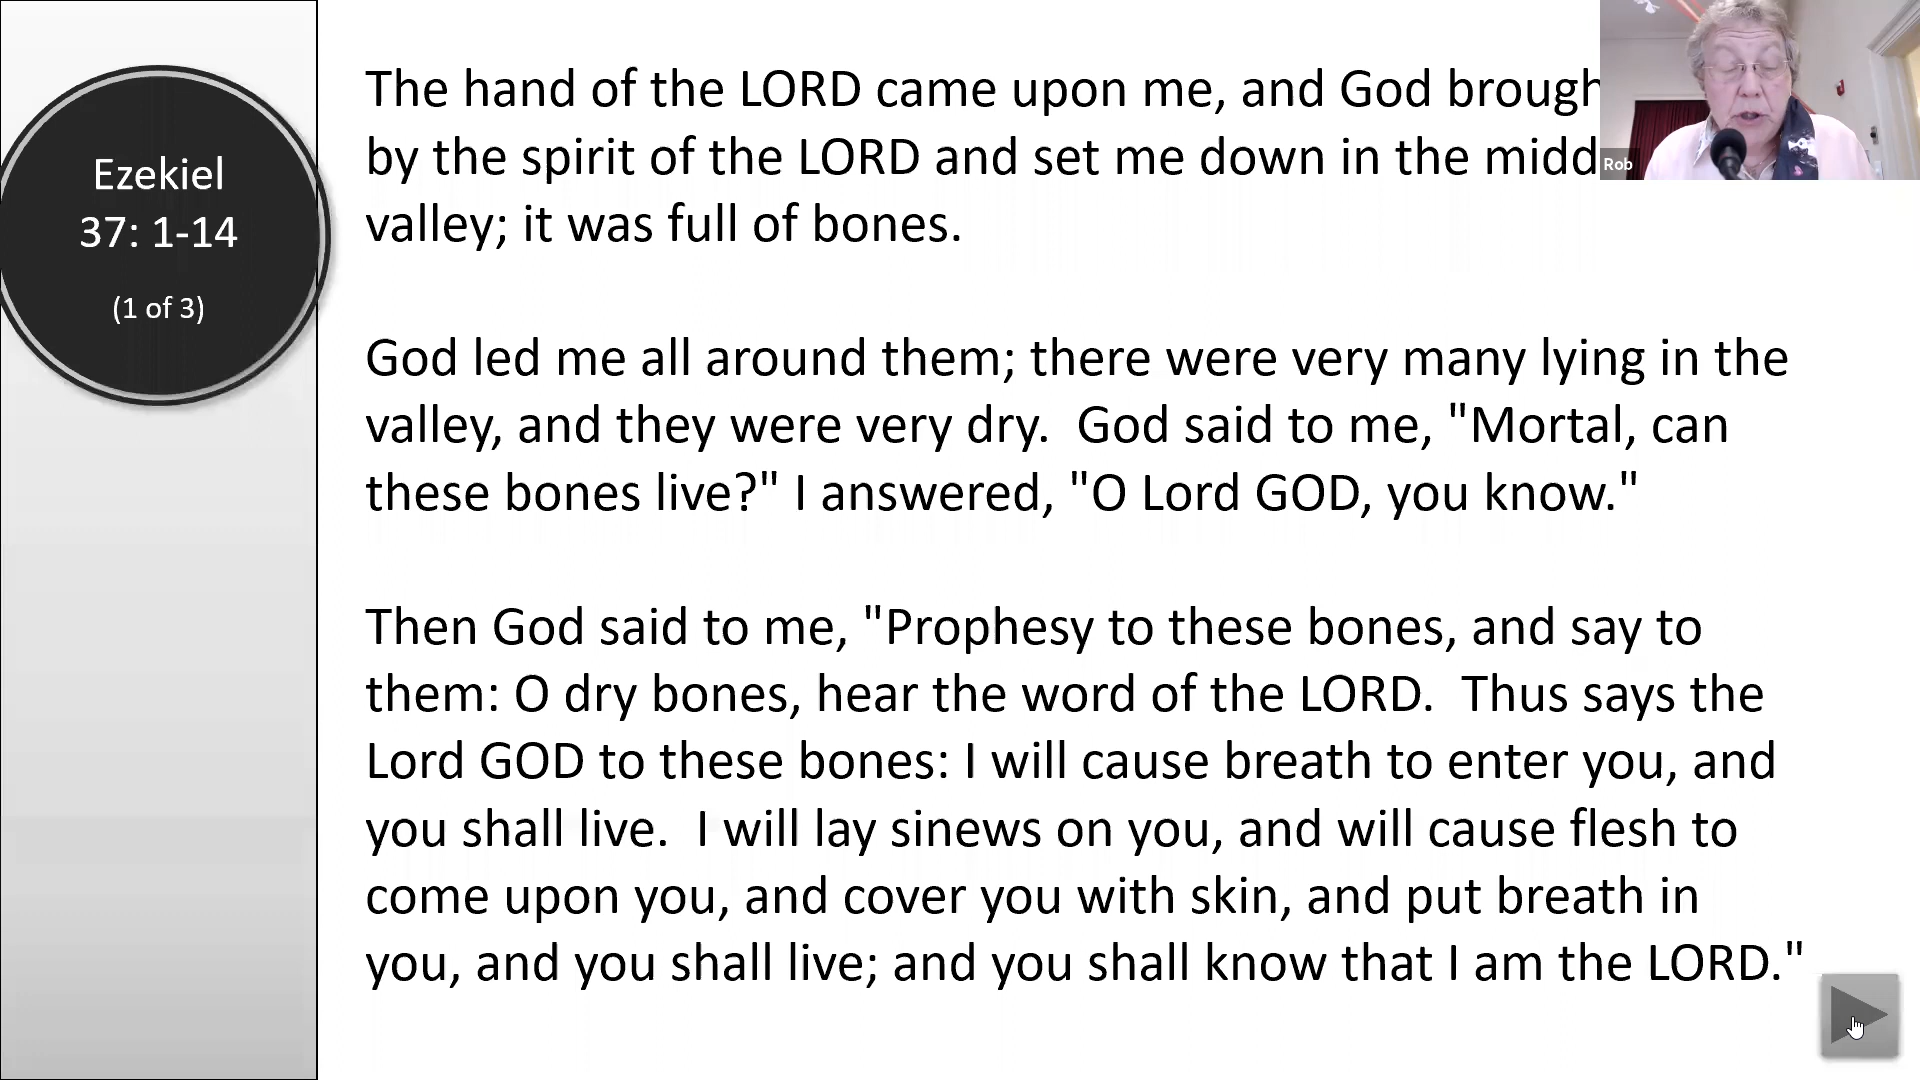 Ezekiel
37: 1-14
(1 of 3)
The hand of the LORD came upon me, and God
by the spirit of the LORD and set me down in the
valley; it was full of bones.
God led me all around them; there were very many lying in the
valley, and they were very dry.  God said to me, "Mortal, can
these bones live?" I answered, "O Lord GOD, you know."
Then God said to me, "Prophesy to these bones, and say to
them: O dry bones, hear the word of the LORD.  Thus says the
Lord GOD to these bones: I will cause breath to enter you, and
you shall live.  I will lay sinews on you, and will cause flesh to
come upon you, and cover you with skin, and put breath in
you, and you shall live; and you shall know that I am the LORD."
Rob